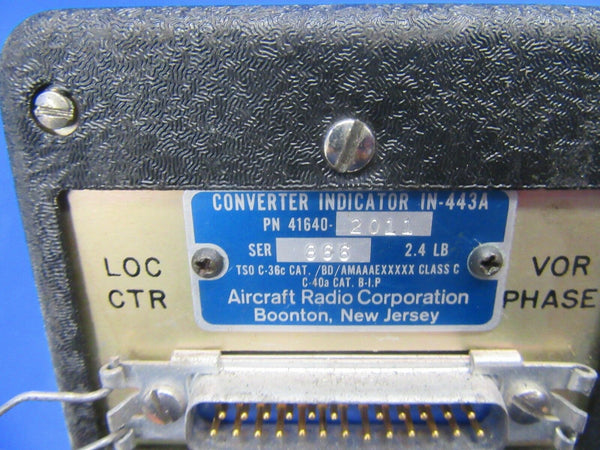 CONVERTER INDICATOR IN-443A
PN 41640- 2011
SER 866 2.4 LB
TSO C-36c CAT. /BD/AMAAAEXXXXX CLASS C
C-40a CAT. B-I-P
Aircraft Radio Corporation
Boonton, New Jersey
LOC
CTR
VOR
PHASE